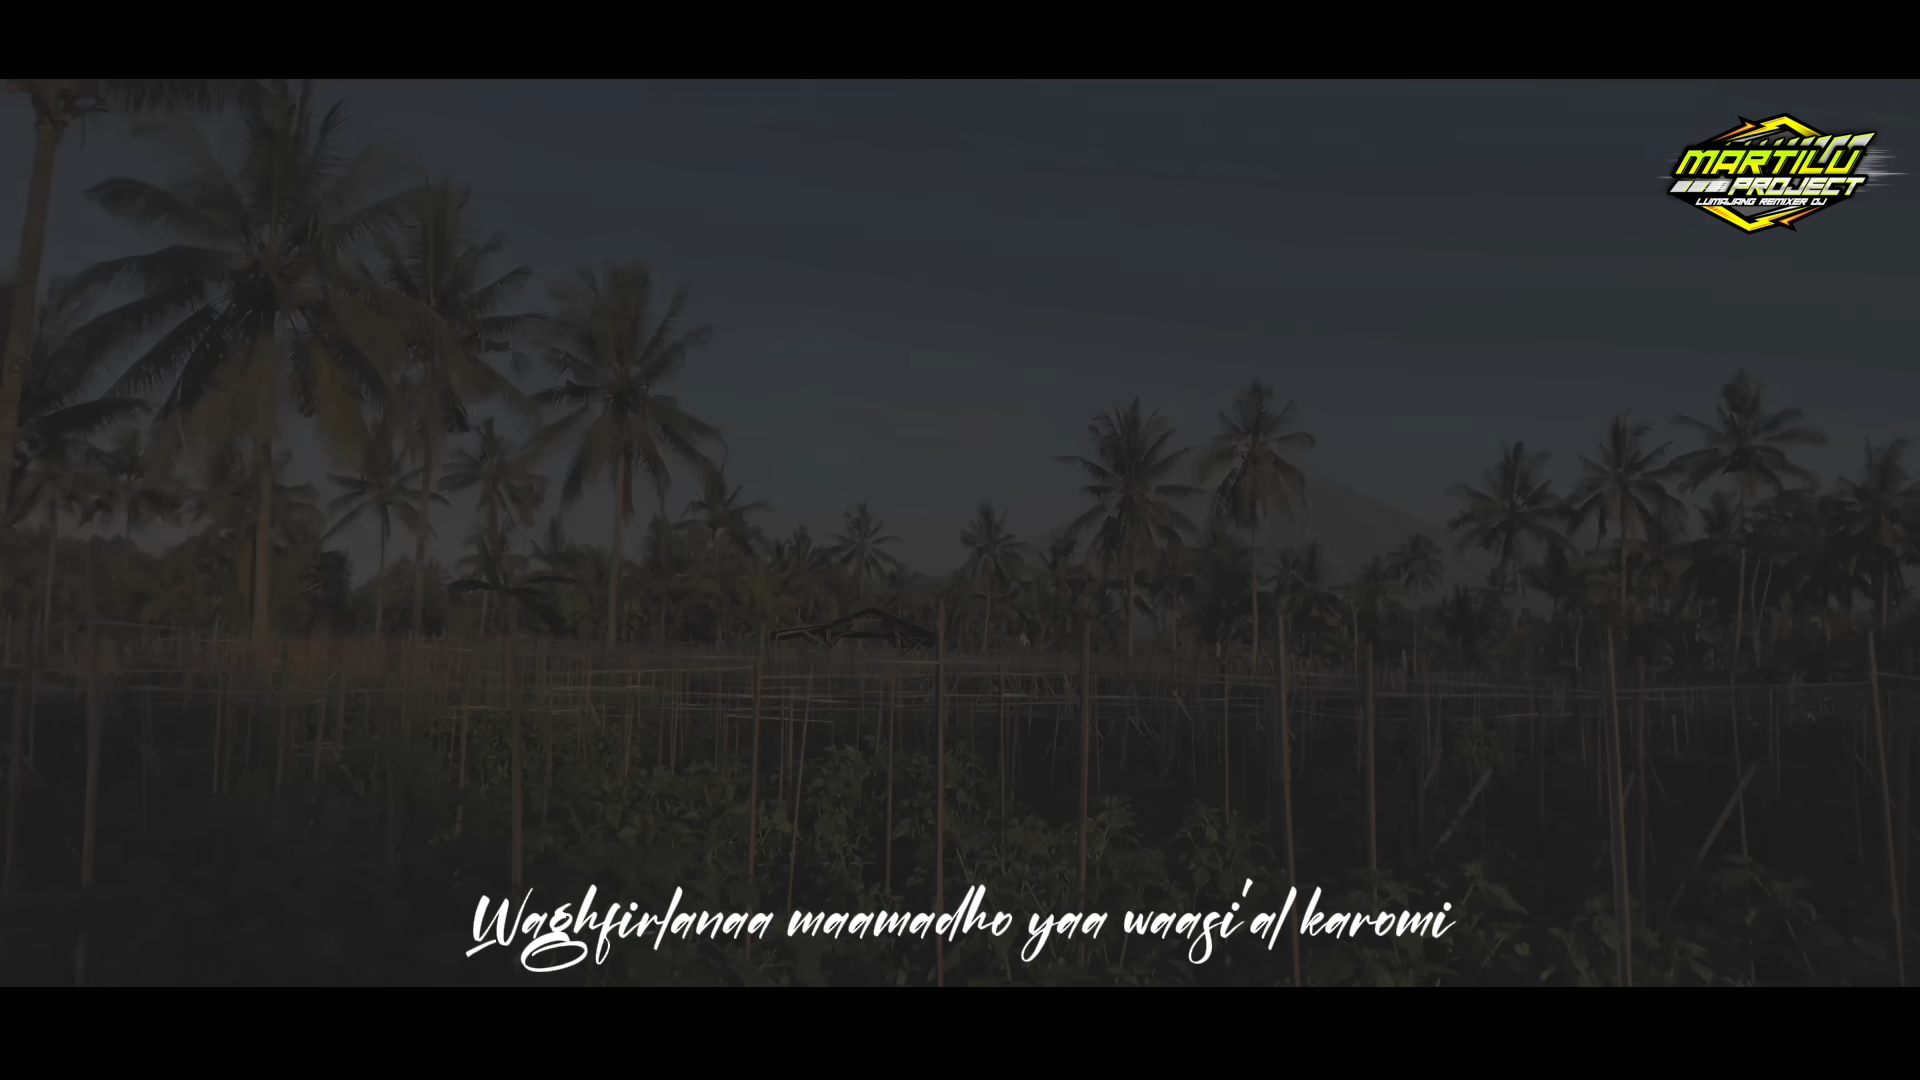 MARTILU
PROJECT
LUMAJANG REMIXER DJ
Waghfirlanaa maamadho yaa waasi'al karomi